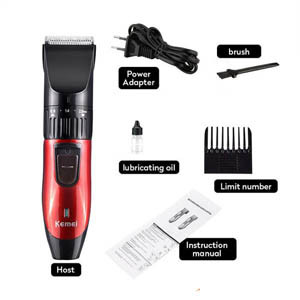 Power
Adapter
brush
lubricating oil
Limit number
Kemei
Instruction
manual
Host